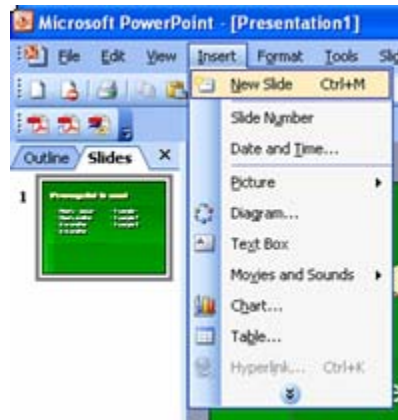 Microsoft PowerPoint - [Presentation1]
File Edit View Insert Format Tools
New Slide Ctrl+M
Slide Number
Date and Time...
Outline Slides
Picture
1
Diagram...
Text Box
Movies and Sounds
Chart...
Table...
Hyperlink... Ctrl+K